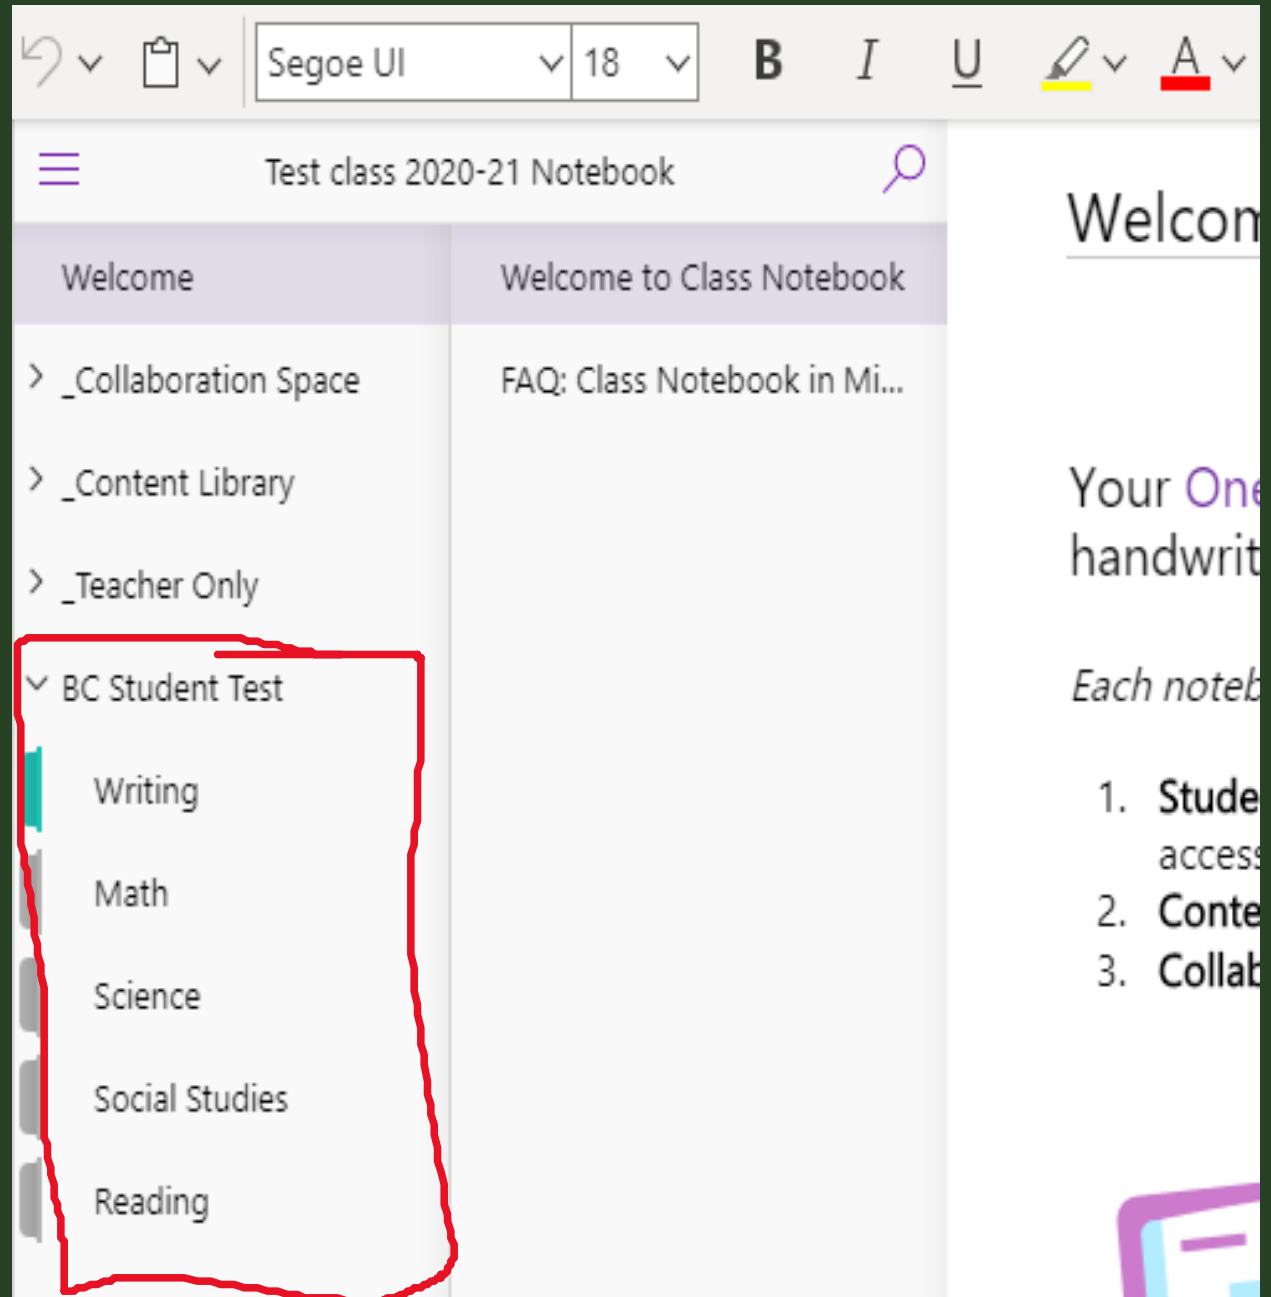 Segoe UI 18 B I U A
Test class 2020-21 Notebook
Welcome
_Collaboration Space
_Content Library
_Teacher Only
BC Student Test
Writing
Math
Science
Social Studies
Reading
Welcome to Class Notebook
FAQ: Class Notebook in Mi...
Welcom
Your One
handwrit
Each noteb
1. Stude
access
2. Conte
3. Collab